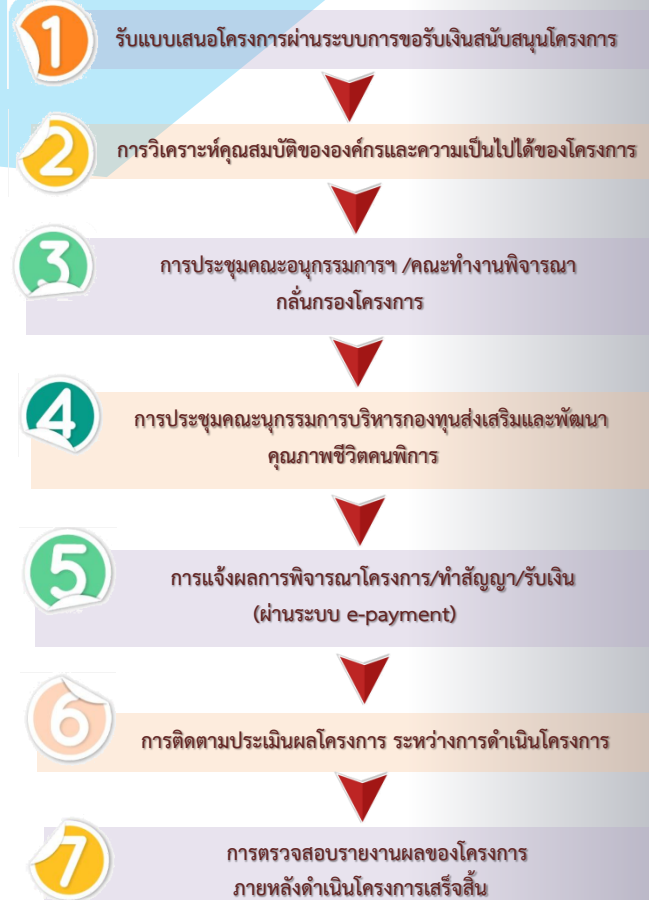 1
รับแบบเสนอโครงการผ่านระบบการขอรับเงินสนับสนุนโครงการ
2
การวิเคราะห์คุณสมบัติขององค์กรและความเป็นไปได้ของโครงการ
3
การประชุมคณะอนุกรรมการฯ /คณะทำงานพิจารณา
กลั่นกรองโครงการ
4
การประชุมคณะนุกรรมการบริหารกองทุนส่งเสริมและพัฒนา
คุณภาพชีวิตคนพิการ
5
การแจ้งผลการพิจารณาโครงการ/ทำสัญญา/รับเงิน
(ผ่านระบบ e-payment)
6
การติดตามประเมินผลโครงการ ระหว่างการดำเนินโครงการ
7
การตรวจสอบรายงานผลของโครงการ
ภายหลังดำเนินโครงการเสร็จสิ้น